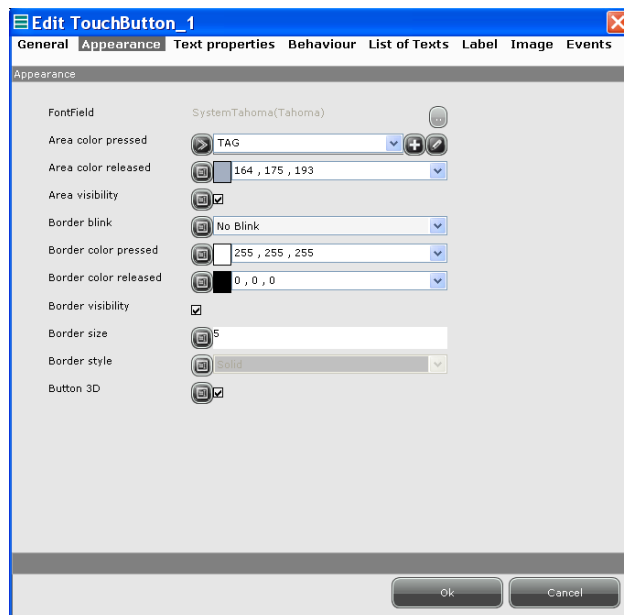 Edit TouchButton_1
General Appearance Text properties Behaviour List of Texts Label Image Events
Appearance
FontField SystemTahoma(Tahoma) ...
Area color pressed TAG
Area color released 164 , 175 , 193
Area visibility
Border blink No Blink
Border color pressed 255 , 255 , 255
Border color released 0 , 0 , 0
Border visibility
Border size 5
Border style Solid
Button 3D
Ok Cancel